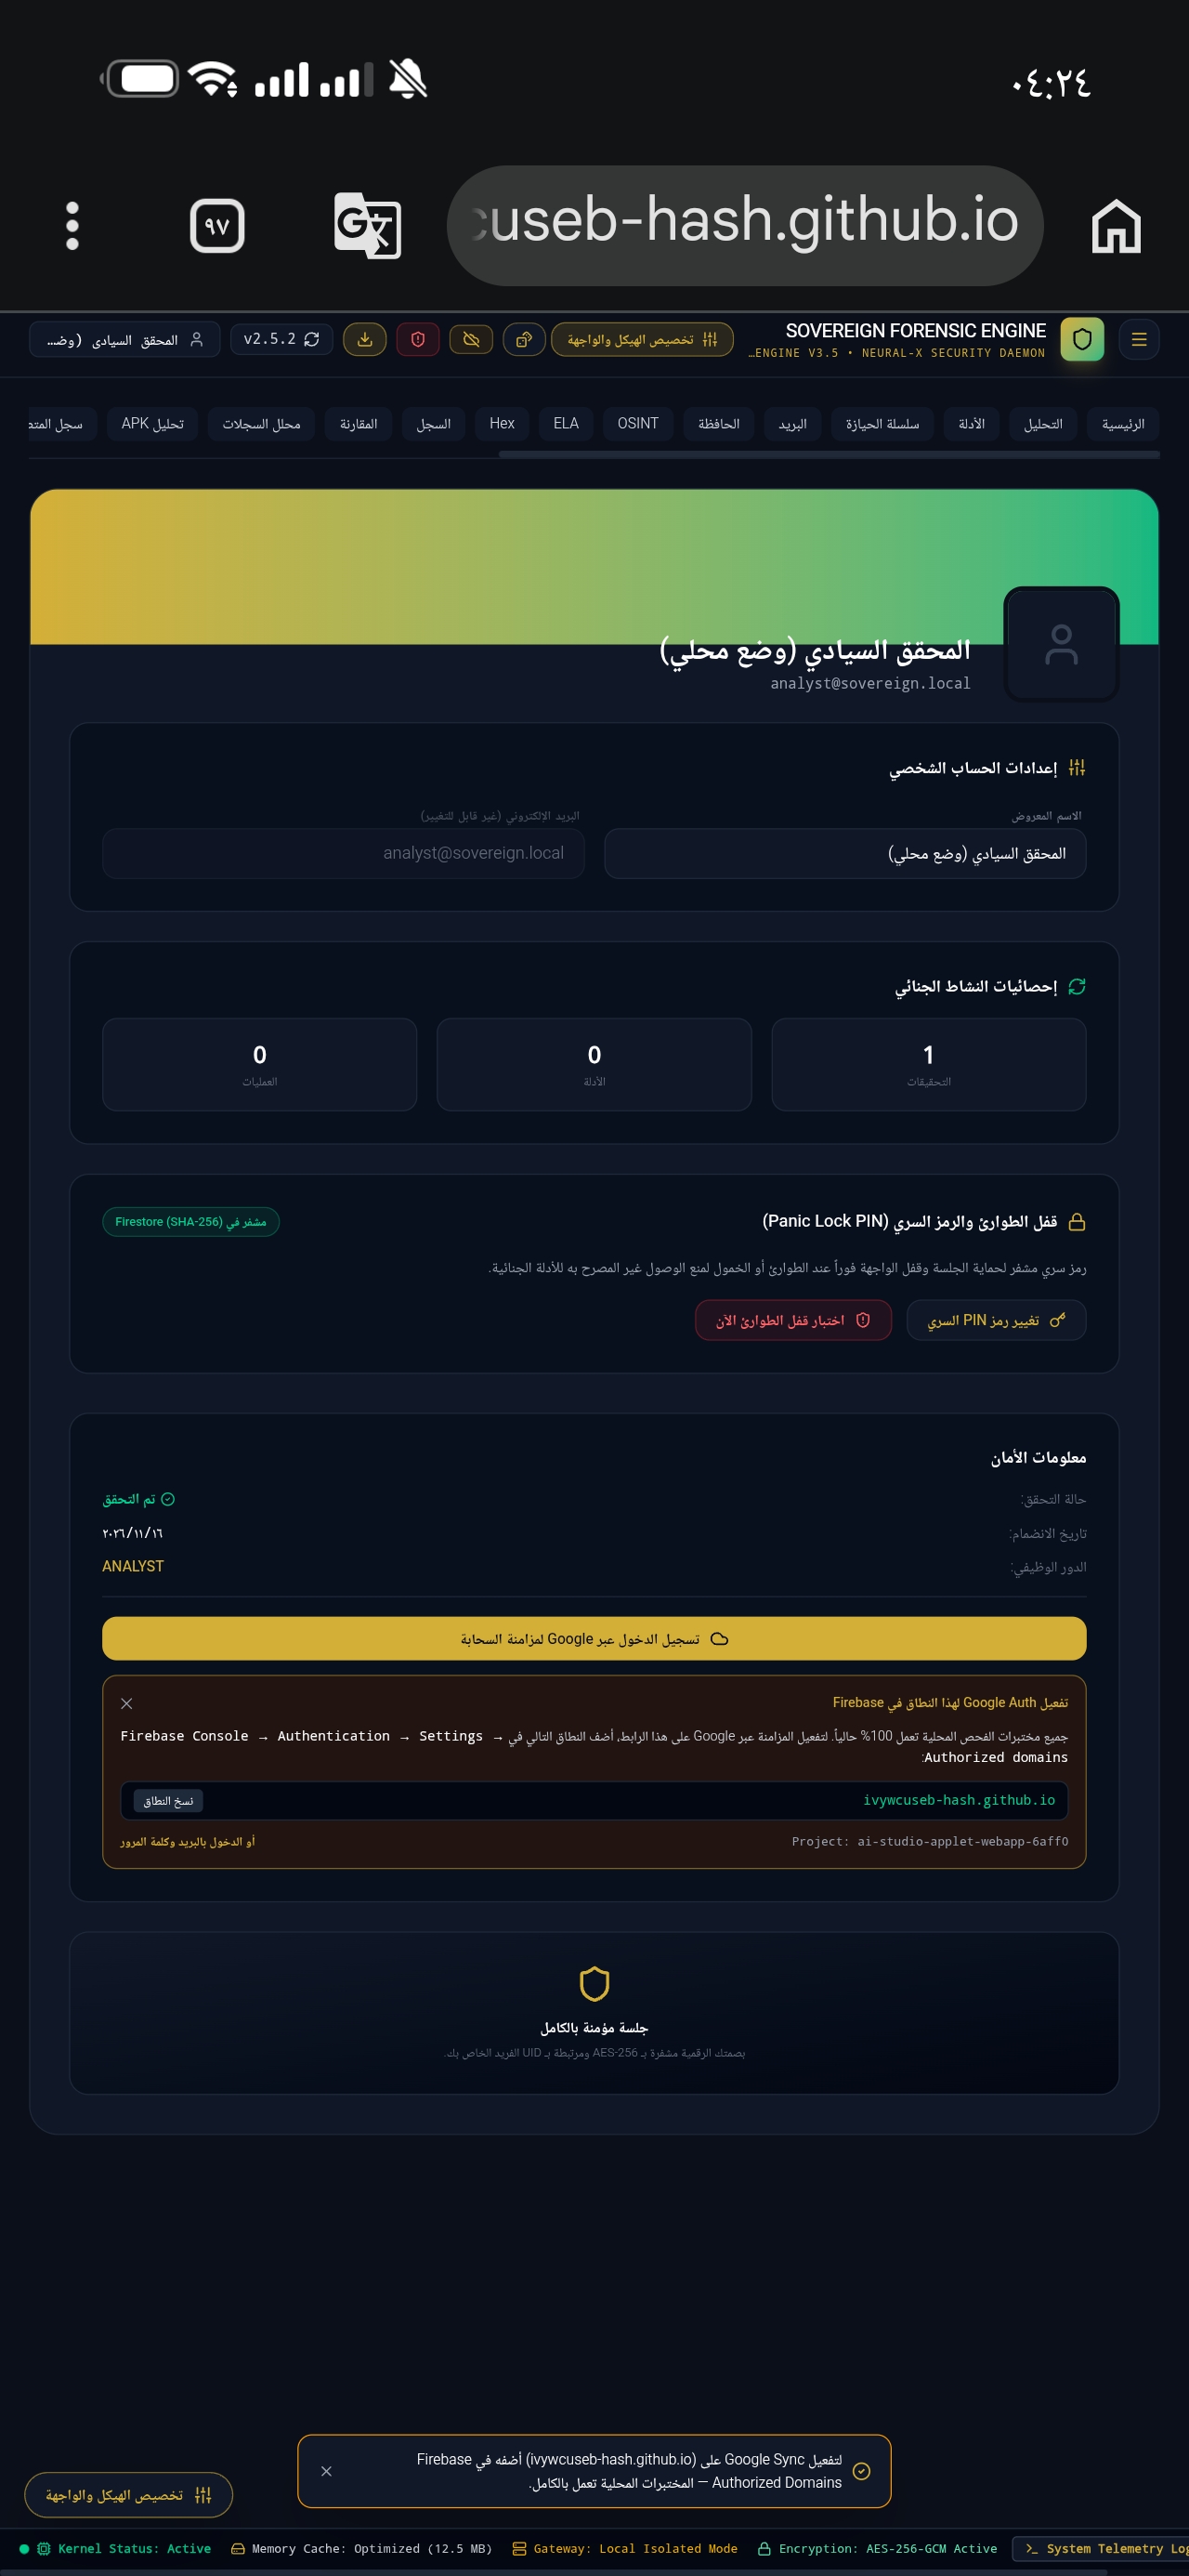 ٠٤:٢٤
cuseb-hash.github.io
٩٧
SOVEREIGN FORENSIC ENGINE
ENGINE V3.5 • NEURAL-X SECURITY DAEMON…
تخصيص الهيكل والواجهة
v2.5.2
المحقق السيادي (وض…
الرئيسية
التحليل
الأدلة
سلسلة الحيازة
البريد
الحافظة
OSINT
ELA
Hex
السجل
المقارنة
محلل السجلات
تحليل APK
سجل المتص
المحقق السيادي (وضع محلي)
analyst@sovereign.local
إعدادات الحساب الشخصي
الاسم المعروض
البريد الإلكتروني (غير قابل للتغيير)
المحقق السيادي (وضع محلي)
analyst@sovereign.local
إحصائيات النشاط الجنائي
1
0
0
التحقيقات
الأدلة
العمليات
قفل الطوارئ والرمز السري (Panic Lock PIN)
مشفر في Firestore (SHA-256)
رمز سري مشفر لحماية الجلسة وقفل الواجهة فوراً عند الطوارئ أو الخمول لمنع الوصول غير المصرح به للأدلة الجنائية.
تغيير رمز PIN السري
اختبار قفل الطوارئ الآن
معلومات الأمان
حالة التحقق:
تم التحقق
تاريخ الانضمام:
٢٠٢٦/١١/١٦
الدور الوظيفي:
ANALYST
تسجيل الدخول عبر Google لمزامنة السحابة
تفعيل Google Auth لهذا النطاق في Firebase
جميع مختبرات الفحص المحلية تعمل 100% حالياً. لتفعيل المزامنة عبر Google على هذا الرابط، أضف النطاق التالي في Firebase Console → Authentication → Settings →
Authorized domains:
ivywcuseb-hash.github.io
نسخ النطاق
Project: ai-studio-applet-webapp-6aff0
أو الدخول بالبريد وكلمة المرور
جلسة مؤمنة بالكامل
بصمتك الرقمية مشفرة بـ AES-256 ومرتبطة بـ UID الفريد الخاص بك.
لتفعيل Google Sync على (ivywcuseb-hash.github.io) أضفه في Firebase
Authorized Domains — المختبرات المحلية تعمل بالكامل.
تخصيص الهيكل والواجهة
Kernel Status: Active
Memory Cache: Optimized (12.5 MB)
Gateway: Local Isolated Mode
Encryption: AES-256-GCM Active
System Telemetry Log